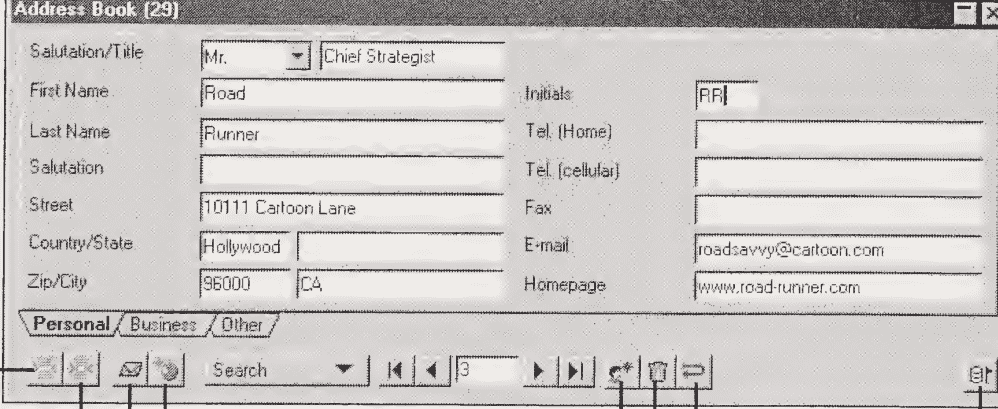 Address Book (29)
Salutation/Title Mr. Chief Strategist
First Name Road Initials RR
Last Name Runner Tel. (Home)
Salutation Tel. (cellular)
Street 10111 Cartoon Lane Fax
Country/State Hollywood E-mail roadsavvy@cartoon.com
Zip/City 96000 CA Homepage www.road-runner.com
Personal Business Other
Search 3